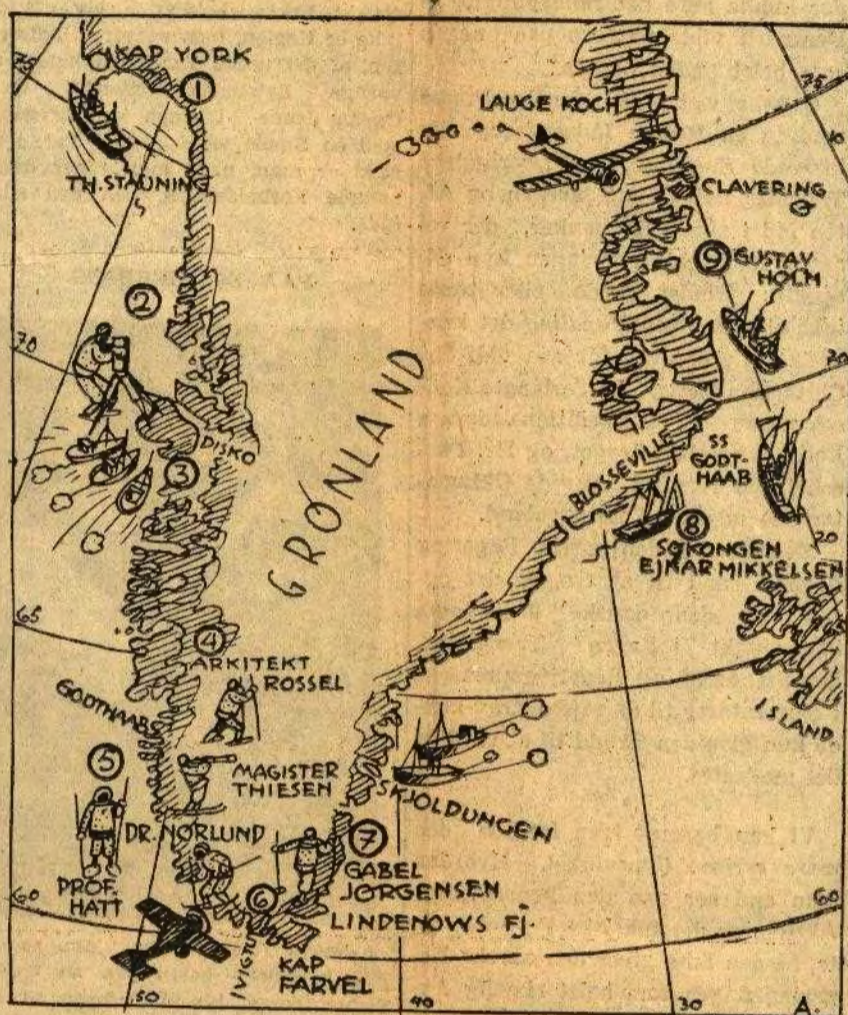 KAP YORK
75
1
TH. STAUNING
LAUGE KOCH
75
CLAVERING
9
GUSTAV
HOLM
2
70
DISKO
3
GRØNLAND
70
BLOSSEVILLE
SS
GODT-
HAAB
8
SØKONGEN
EJNAR MIKKELSEN
20
65
4
ARKITEKT
ROSSEL
GODTHAAB
ISLAND
5
MAGISTER
THIESEN
SKJOLDUNGEN
DR. NØRLUND
7
GABEL
JØRGENSEN
PROF.
HATT
60
6
LINDENOWS Fj.
60
IVIGTUT
KAP
FARVEL
50
40
30
A.